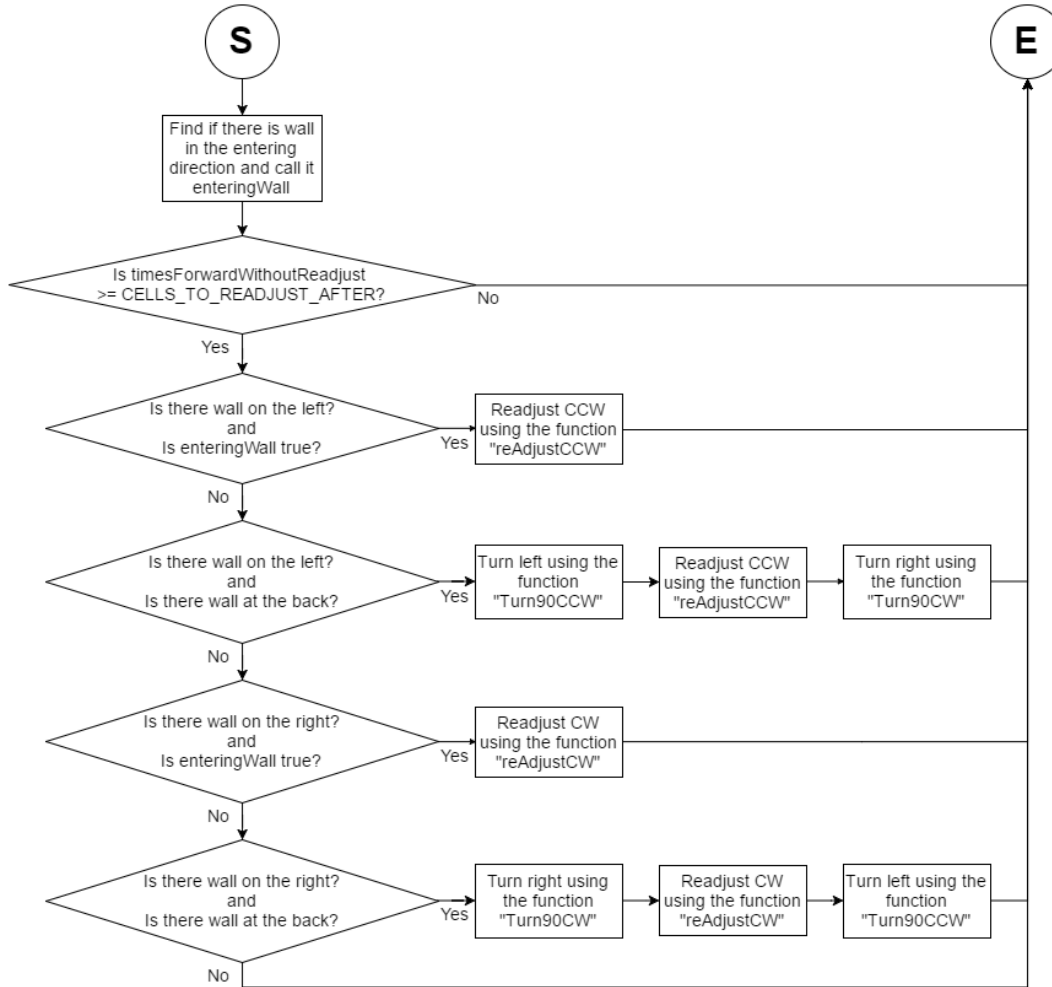 S
E
Find if there is wall
in the entering
direction and call it
enteringWall
Is timesForwardWithoutReadjust
>= CELLS_TO_READJUST_AFTER?
No
Yes
Is there wall on the left?
and
Is enteringWall true?
Yes
Readjust CCW
using the function
"reAdjustCCW"
No
Is there wall on the left?
and
Is there wall at the back?
Yes
Turn left using the
function
"Turn90CCW"
Readjust CCW
using the function
"reAdjustCCW"
Turn right using
the function
"Turn90CW"
No
Is there wall on the right?
and
Is enteringWall true?
Yes
Readjust CW
using the function
"reAdjustCW"
No
Is there wall on the right?
and
Is there wall at the back?
Yes
Turn right using
the function
"Turn90CW"
Readjust CW
using the function
"reAdjustCW"
Turn left using the
function
"Turn90CCW"
No